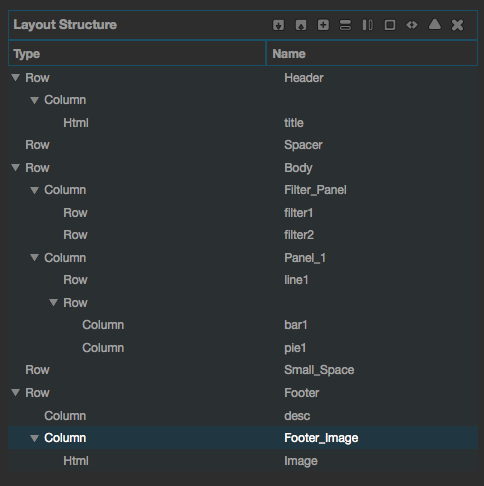 Layout Structure
Type Name
Row Header
Column
Html title
Row Spacer
Row Body
Column Filter_Panel
Row filter1
Row filter2
Column Panel_1
Row line1
Row
Column bar1
Column pie1
Row Small_Space
Row Footer
Column desc
Column Footer_Image
Html Image